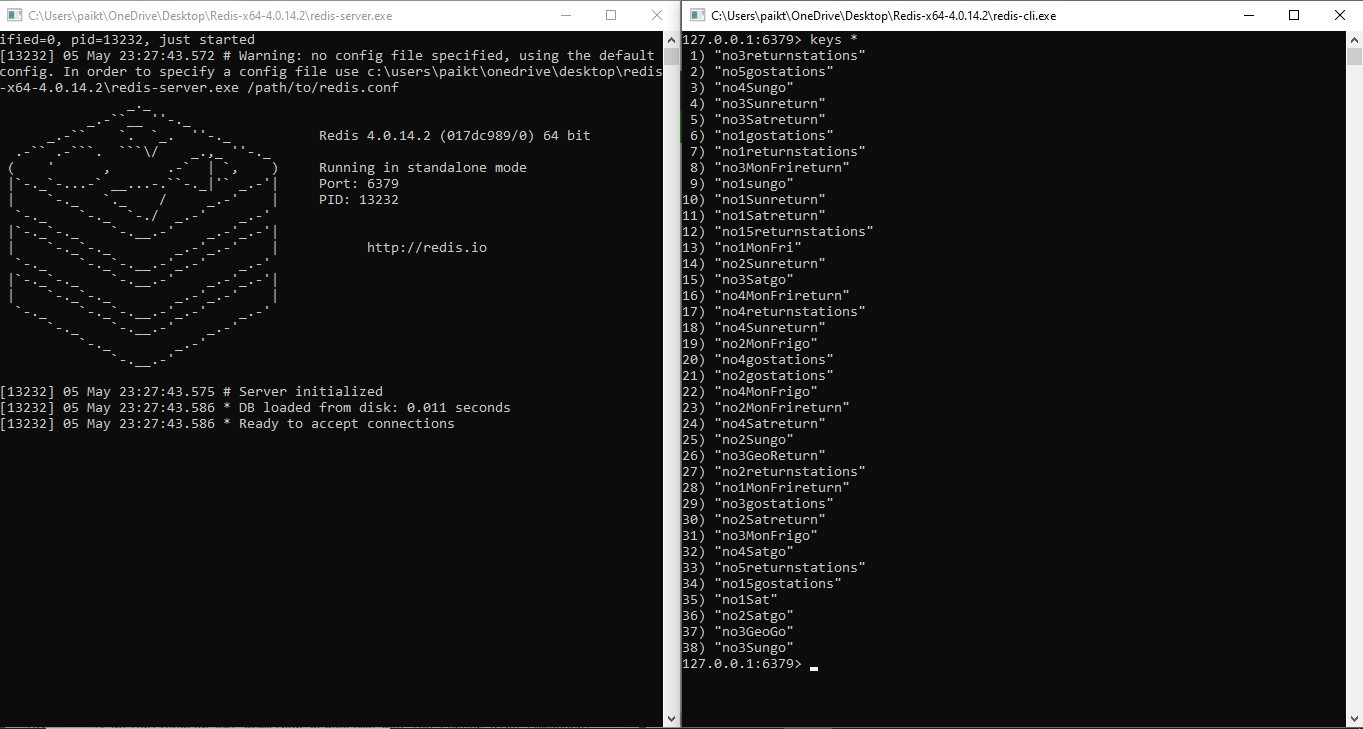 C:\Users\paikt\OneDrive\Desktop\Redis-x64-4.0.14.2\redis-server.exe
ified=0, pid=13232, just started
[13232] 05 May 23:27:43.572 # Warning: no config file specified, using the default
config. In order to specify a config file use c:\users\paikt\onedrive\desktop\redis
-x64-4.0.14.2\redis-server.exe /path/to/redis.conf
Redis 4.0.14.2 (017dc989/0) 64 bit
Running in standalone mode
Port: 6379
PID: 13232
http://redis.io
[13232] 05 May 23:27:43.575 # Server initialized
[13232] 05 May 23:27:43.586 * DB loaded from disk: 0.011 seconds
[13232] 05 May 23:27:43.586 * Ready to accept connections
C:\Users\paikt\OneDrive\Desktop\Redis-x64-4.0.14.2\redis-cli.exe
127.0.0.1:6379> keys *
1) "no3returnstations"
2) "no5gostations"
3) "no4Sungo"
4) "no3Sunreturn"
5) "no3Satreturn"
6) "no1gostations"
7) "no1returnstations"
8) "no3MonFrireturn"
9) "no1sungo"
10) "no1Sunreturn"
11) "no1Satreturn"
12) "no15returnstations"
13) "no1MonFri"
14) "no2Sunreturn"
15) "no3Satgo"
16) "no4MonFrireturn"
17) "no4returnstations"
18) "no4Sunreturn"
19) "no2MonFrigo"
20) "no4gostations"
21) "no2gostations"
22) "no4MonFrigo"
23) "no2MonFrireturn"
24) "no4Satreturn"
25) "no2Sungo"
26) "no3GeoReturn"
27) "no2returnstations"
28) "no1MonFrireturn"
29) "no3gostations"
30) "no2Satreturn"
31) "no3MonFrigo"
32) "no4Satgo"
33) "no5returnstations"
34) "no15gostations"
35) "no1Sat"
36) "no2Satgo"
37) "no3GeoGo"
38) "no3Sungo"
127.0.0.1:6379>